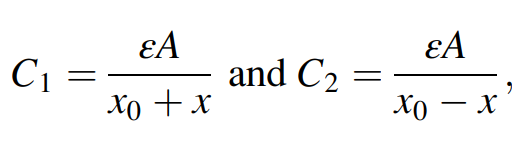 C₁ = εA / (x₀ + x) and C₂ = εA / (x₀ − x),